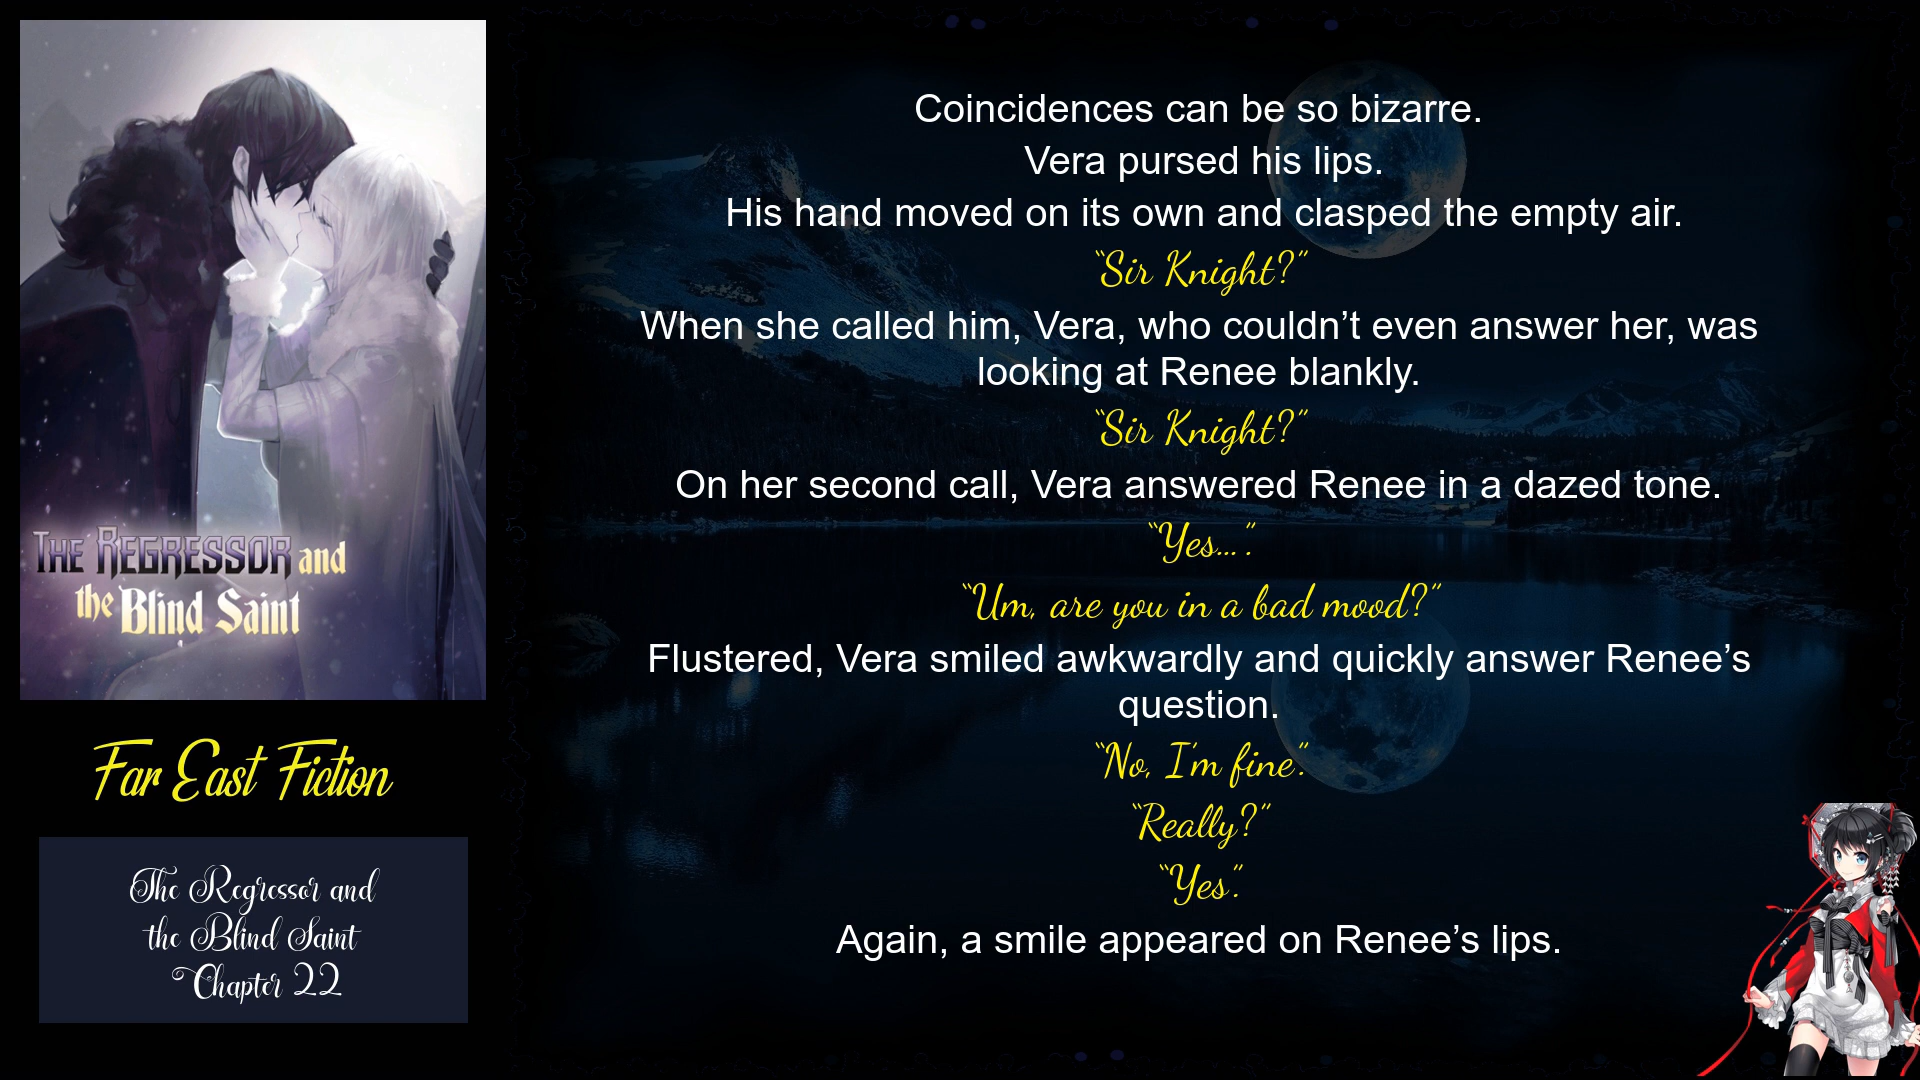 THE REGRESSOR and
the Blind Saint
Far East Fiction
The Regressor and
the Blind Saint
Chapter 22
Coincidences can be so bizarre.
Vera pursed his lips.
His hand moved on its own and clasped the empty air.
“Sir Knight?”
When she called him, Vera, who couldn’t even answer her, was
looking at Renee blankly.
“Sir Knight?”
On her second call, Vera answered Renee in a dazed tone.
“Yes…”.
“Um, are you in a bad mood?”
Flustered, Vera smiled awkwardly and quickly answer Renee’s
question.
“No, I’m fine”.
“Really?”
“Yes”.
Again, a smile appeared on Renee’s lips.